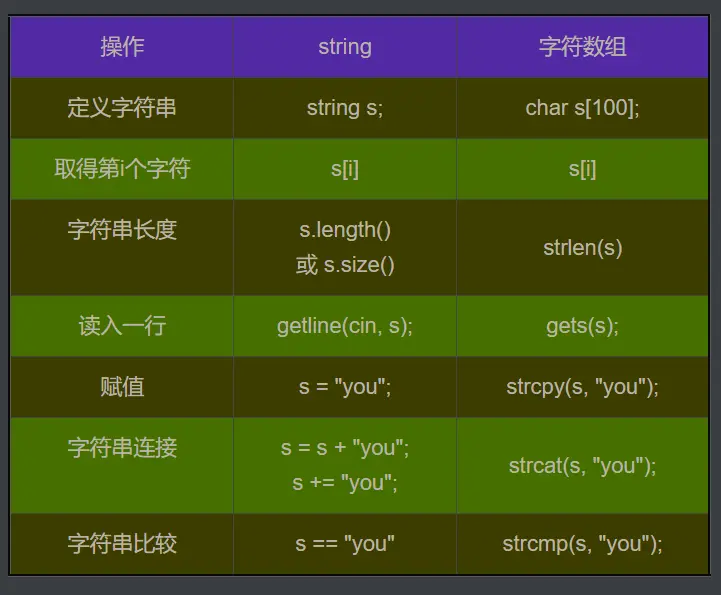 操作 string 字符数组
定义字符串 string s; char s[100];
取得第i个字符 s[i] s[i]
字符串长度 s.length()
或 s.size() strlen(s)
读入一行 getline(cin, s); gets(s);
赋值 s = "you"; strcpy(s, "you");
字符串连接 s = s + "you";
s += "you"; strcat(s, "you");
字符串比较 s == "you" strcmp(s, "you");